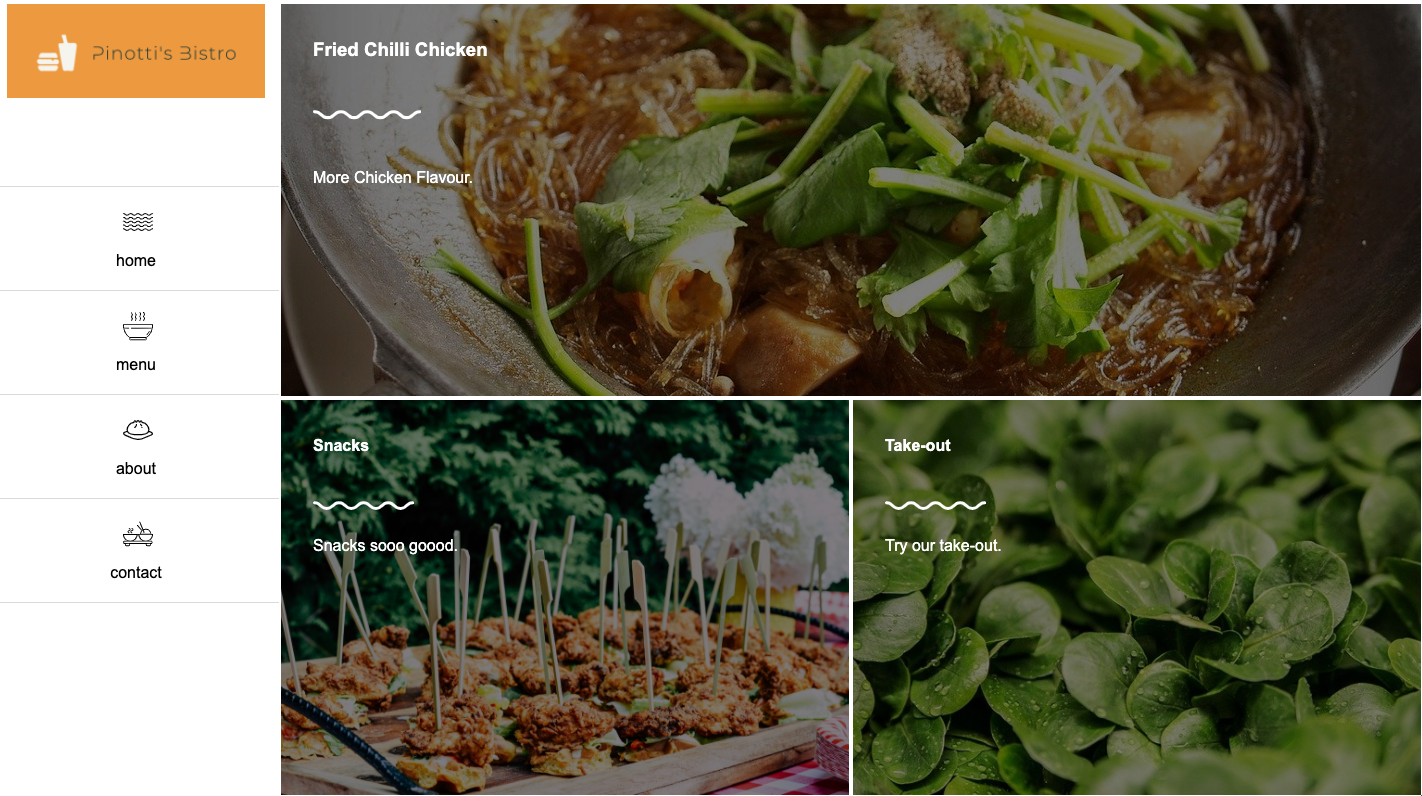 Pinotti's Bistro
home
menu
about
contact
Fried Chilli Chicken
More Chicken Flavour.
Snacks
Snacks sooo goood.
Take-out
Try our take-out.